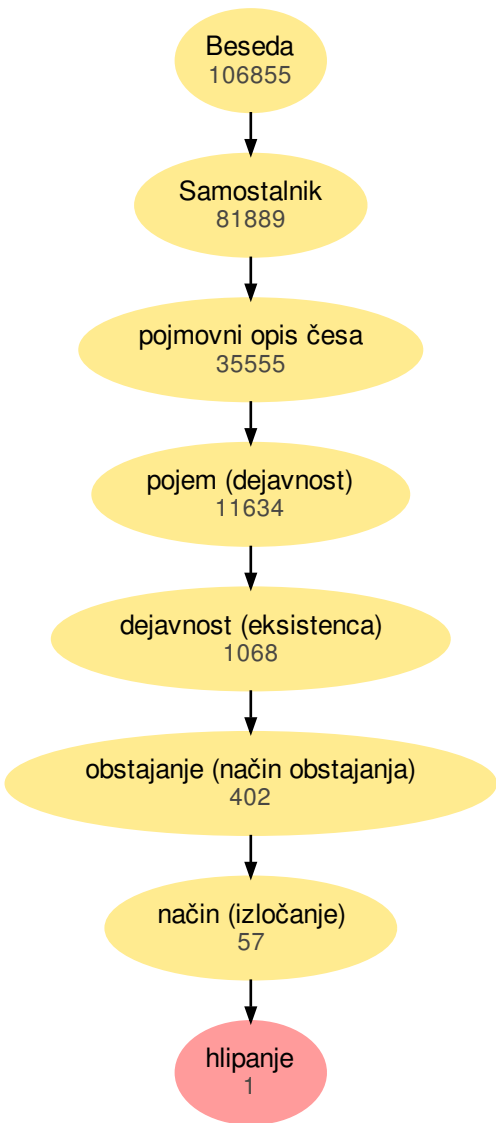 Beseda
106855
Samostalnik
81889
pojmovni opis česa
35555
pojem (dejavnost)
11634
dejavnost (eksistenca)
1068
obstajanje (način obstajanja)
402
način (izločanje)
57
hlipanje
1